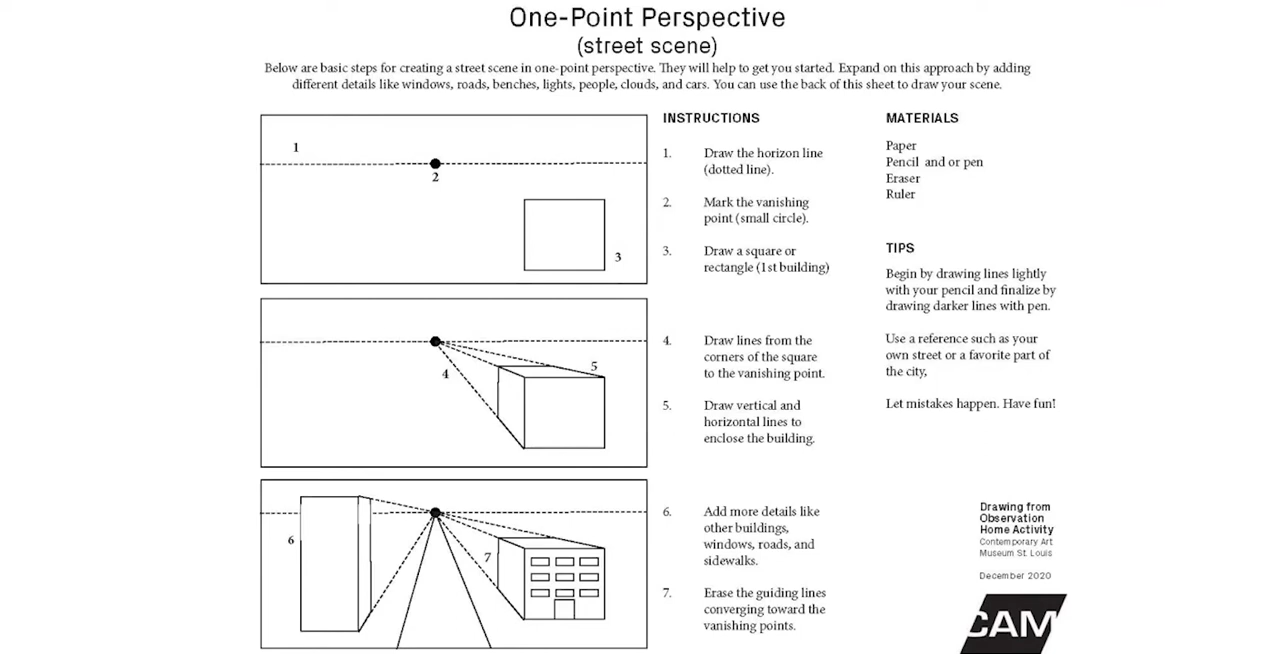 One-Point Perspective
(street scene)
Below are basic steps for creating a street scene in one-point perspective. They will help to get you started. Expand on this approach by adding
different details like windows, roads, benches, lights, people, clouds, and cars. You can use the back of this sheet to draw your scene.
1
2
3
4
5
6
7
INSTRUCTIONS
1. Draw the horizon line
(dotted line).
2. Mark the vanishing
point (small circle).
3. Draw a square or
rectangle (1st building)
4. Draw lines from the
corners of the square
to the vanishing point.
5. Draw vertical and
horizontal lines to
enclose the building.
6. Add more details like
other buildings,
windows, roads, and
sidewalks.
7. Erase the guiding lines
converging toward the
vanishing points.
MATERIALS
Paper
Pencil and or pen
Eraser
Ruler
TIPS
Begin by drawing lines lightly
with your pencil and finalize by
drawing darker lines with pen.
Use a reference such as your
own street or a favorite part of
the city,
Let mistakes happen. Have fun!
Drawing from
Observation
Home Activity
Contemporary Art
Museum St. Louis
December 2020
CAM